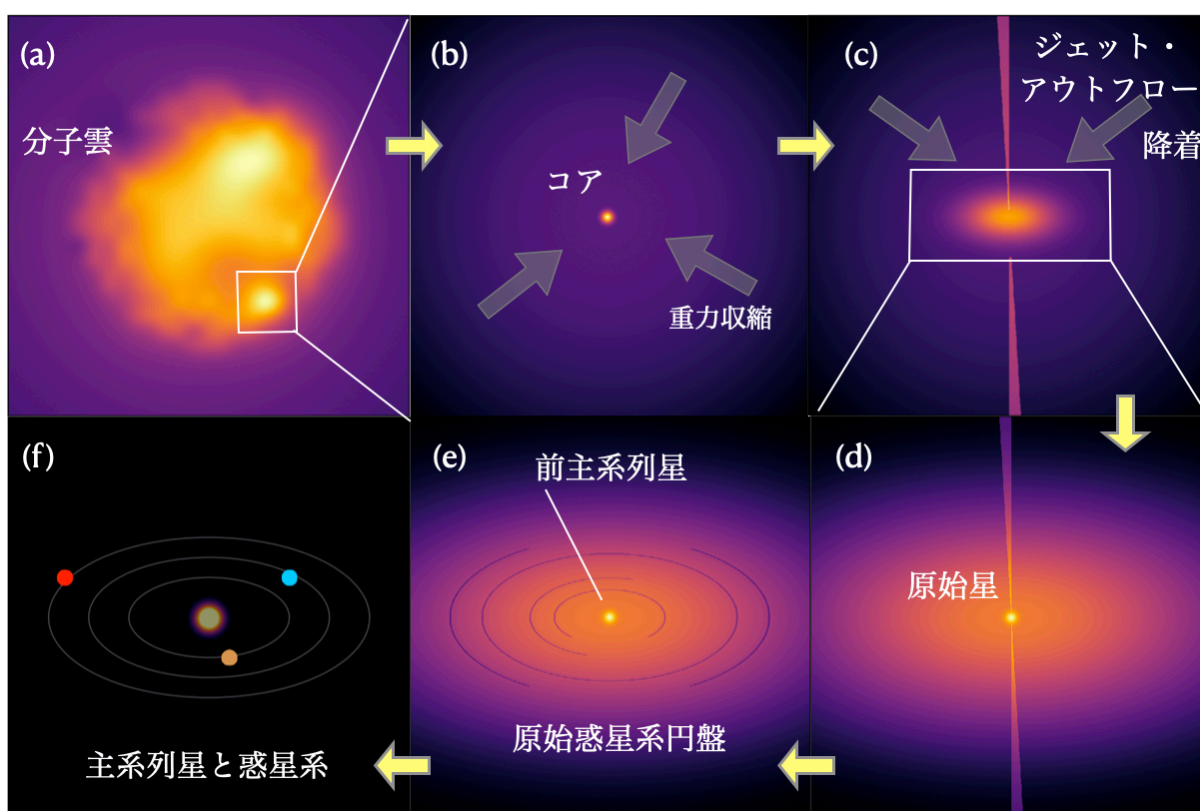 (a)
分子雲
(b)
コア
重力収縮
(c)
ジェット・
アウトフロー
降着
(d)
原始星
(e)
前主系列星
原始惑星系円盤
(f)
主系列星と惑星系